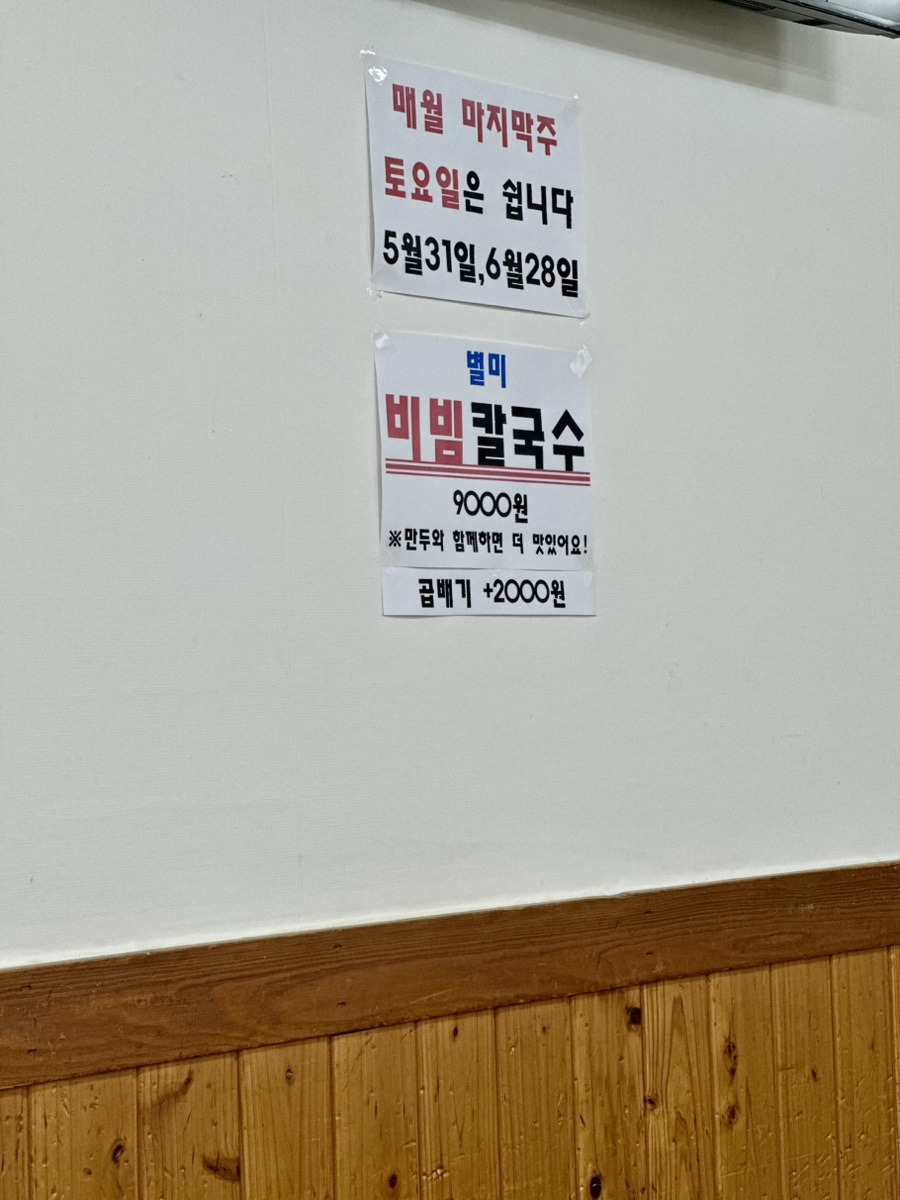 매월 마지막주
토요일은 쉽니다
5월31일,6월28일
별미
비빔칼국수
9000원
※만두와 함께하면 더 맛있어요!
곱배기 +2000원